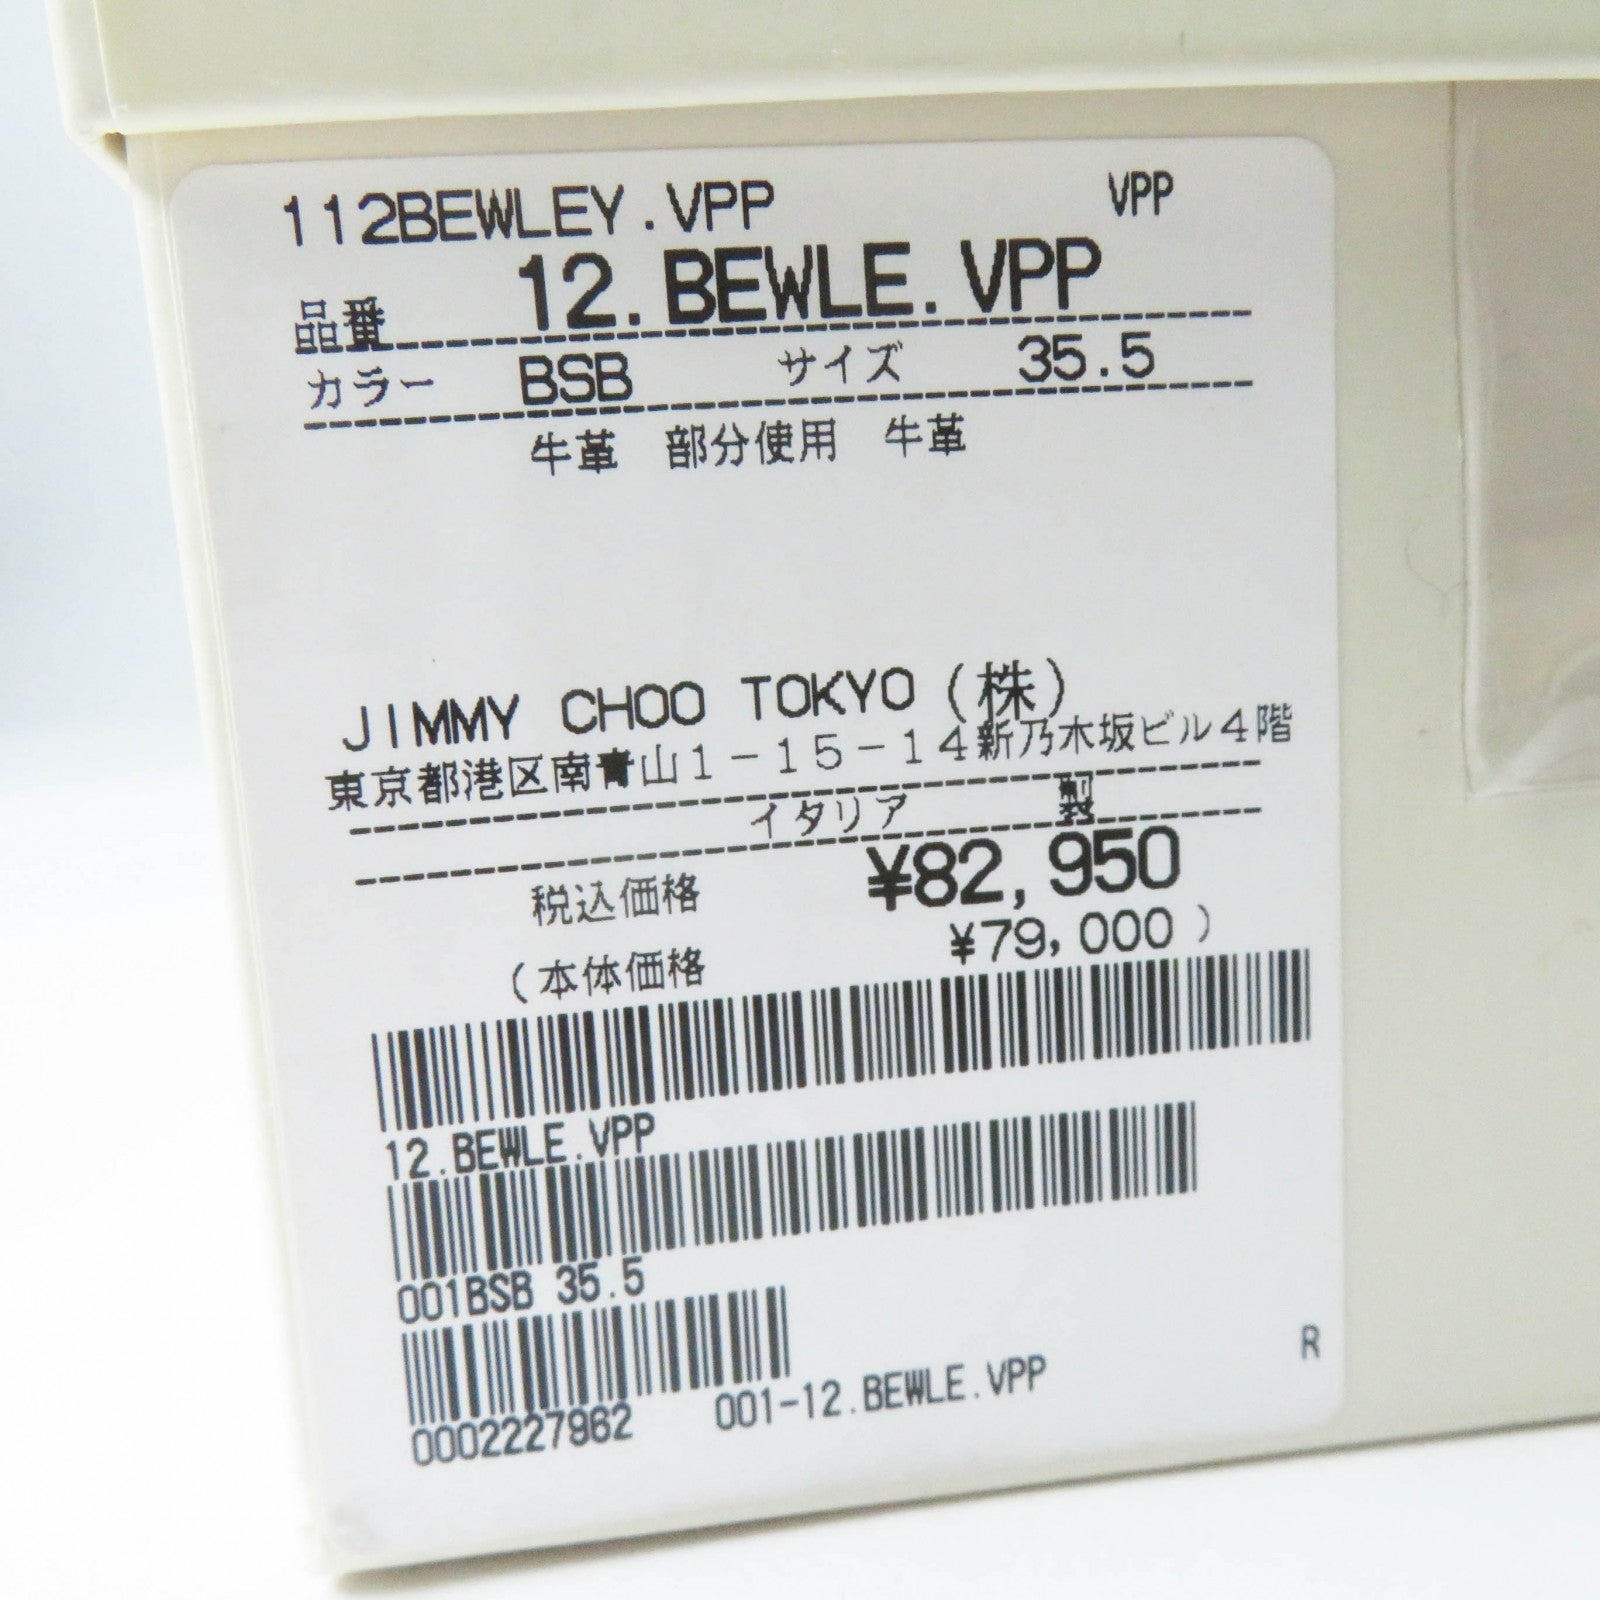 112BEWLEY.VPP VPP
品番 12.BEWLE.VPP
カラー BSB サイズ 35.5
牛革 部分使用 牛革
JIMMY CHOO TOKYO(株)
東京都港区南青山1-15-14新乃木坂ビル4階
イタリア 製
税込価格 ¥82,950
(本体価格 ¥79,000)
12.BEWLE.VPP
001BSB 35.5
0002227962 001-12.BEWLE.VPP R